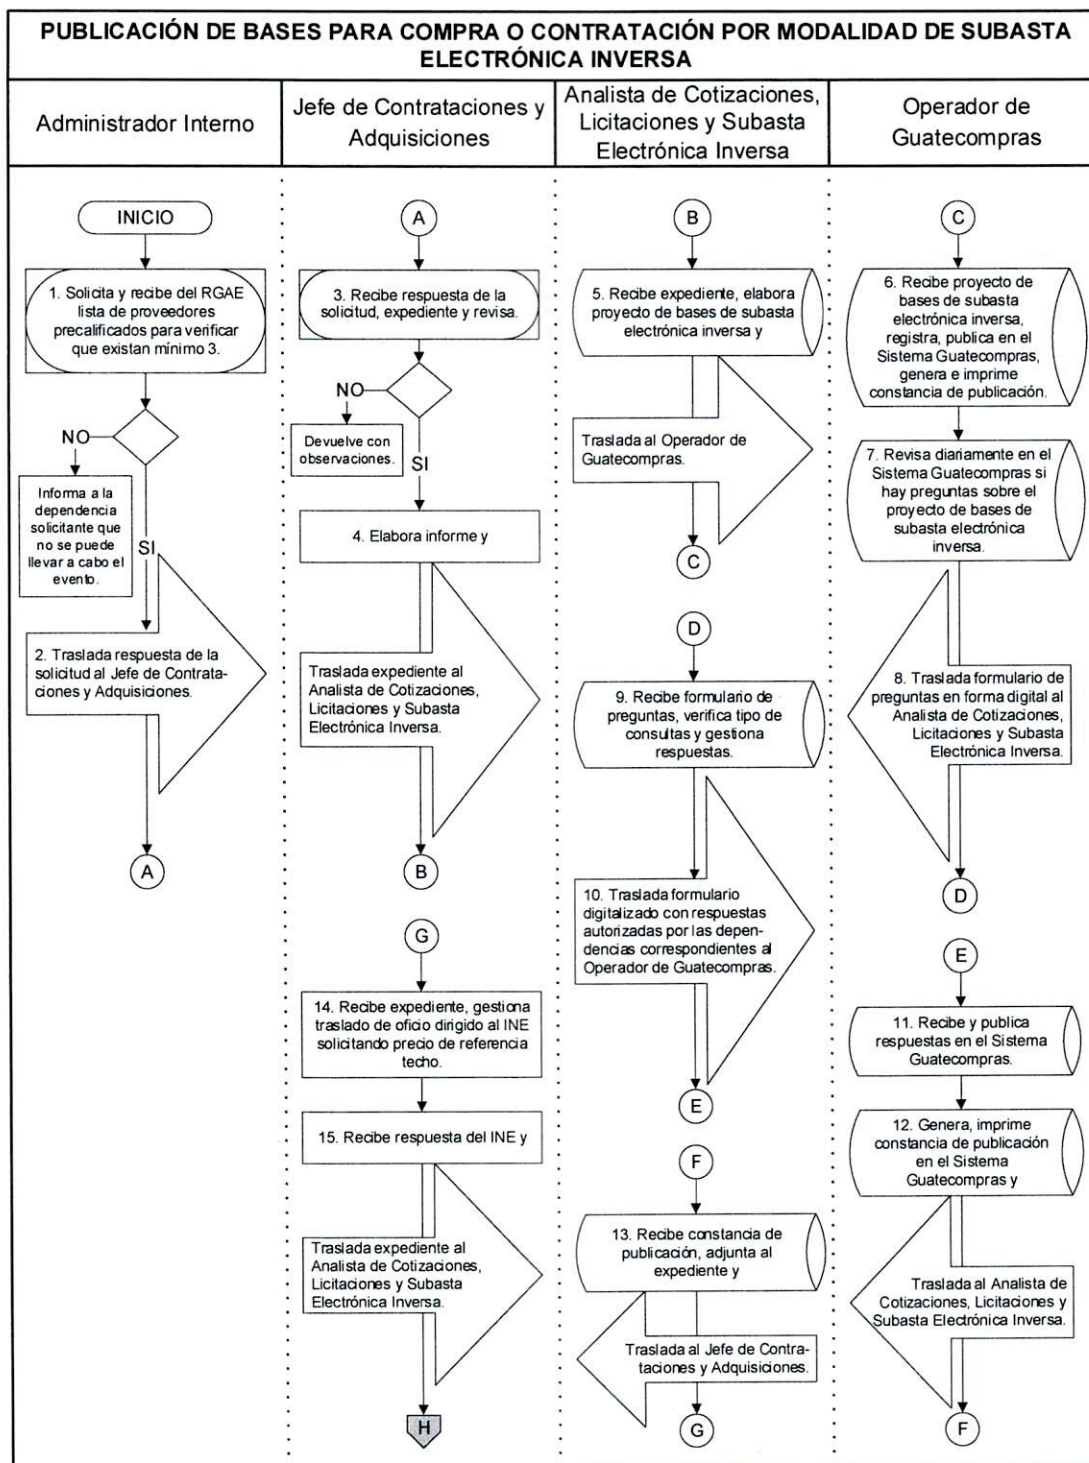 PUBLICACIÓN DE BASES PARA COMPRA O CONTRATACIÓN POR MODALIDAD DE SUBASTA
ELECTRÓNICA INVERSA
Administrador Interno
Jefe de Contrataciones y
Adquisiciones
Analista de Cotizaciones,
Licitaciones y Subasta
Electrónica Inversa
Operador de
Guatecompras
INICIO
1. Solicita y recibe del RGAE
lista de proveedores
precalificados para verificar
que existan mínimo 3.
NO
Informa a la
dependencia
solicitante que
no se puede
llevar a cabo el
evento.
SI
2. Traslada respuesta de la
solicitud al Jefe de Contrata-
ciones y Adquisiciones.
A
A
3. Recibe respuesta de la
solicitud, expediente y revisa.
NO
Devuelve con
observaciones.
SI
4. Elabora informe y
Traslada expediente al
Analista de Cotizaciones,
Licitaciones y Subasta
Electrónica Inversa.
B
G
14. Recibe expediente, gestiona
traslado de oficio dirigido al INE
solicitando precio de referencia
techo.
15. Recibe respuesta del INE y
Traslada expediente al
Analista de Cotizaciones,
Licitaciones y Subasta
Electrónica Inversa.
H
B
5. Recibe expediente, elabora
proyecto de bases de subasta
electrónica inversa y
Traslada al Operador de
Guatecompras.
C
D
9. Recibe formulario de
preguntas, verifica tipo de
consultas y gestiona
respuestas.
10. Traslada formulario
digitalizado con respuestas
autorizadas por las depen-
dencias correspondientes al
Operador de Guatecompras.
E
F
13. Recibe constancia de
publicación, adjunta al
expediente y
Traslada al Jefe de Contra-
taciones y Adquisiciones.
G
C
6. Recibe proyecto de
bases de subasta
electrónica inversa,
registra, publica en el
Sistema Guatecompras,
genera e imprime
constancia de publicación.
7. Revisa diariamente en el
Sistema Guatecompras si
hay preguntas sobre el
proyecto de bases de
subasta electrónica
inversa.
8. Traslada formulario de
preguntas en forma digital al
Analista de Cotizaciones,
Licitaciones y Subasta
Electrónica Inversa.
D
E
11. Recibe y publica
respuestas en el Sistema
Guatecompras.
12. Genera, imprime
constancia de publicación
en el Sistema
Guatecompras y
Traslada al Analista de
Cotizaciones, Licitaciones y
Subasta Electrónica Inversa.
F